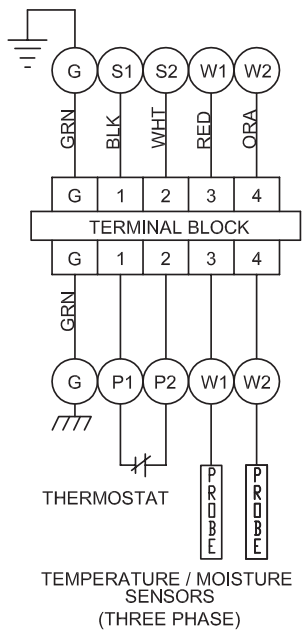 G S1 S2 W1 W2
GRN BLK WHT RED ORA
G 1 2 3 4
TERMINAL BLOCK
G 1 2 3 4
GRN
G P1 P2 W1 W2
THERMOSTAT
PROBE PROBE
TEMPERATURE / MOISTURE
SENSORS
(THREE PHASE)